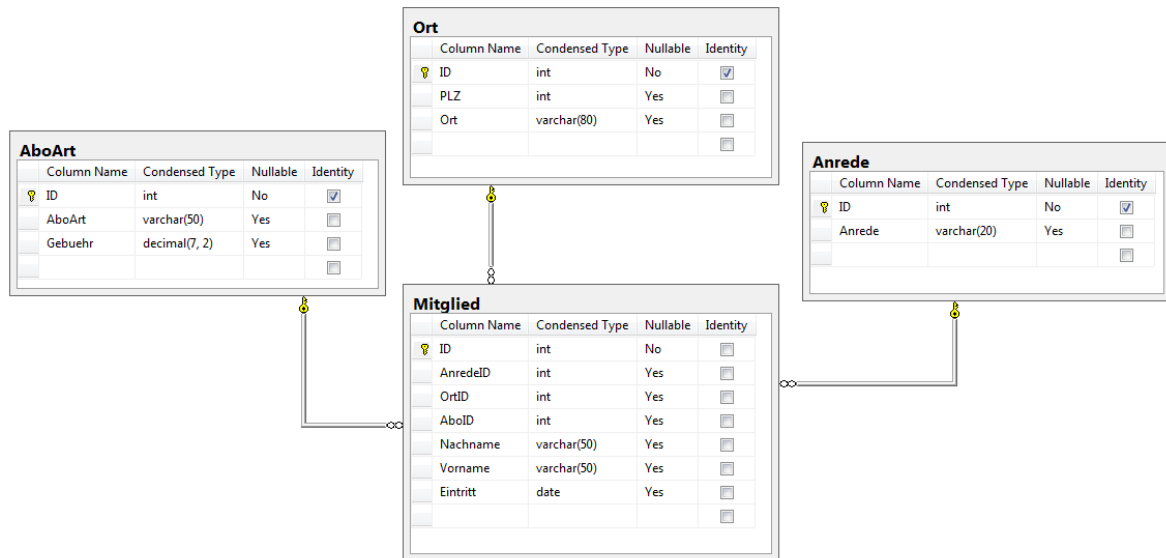 Ort
Column Name Condensed Type Nullable Identity
ID int No
PLZ int Yes
Ort varchar(80) Yes
AboArt
Column Name Condensed Type Nullable Identity
ID int No
AboArt varchar(50) Yes
Gebuehr decimal(7, 2) Yes
Anrede
Column Name Condensed Type Nullable Identity
ID int No
Anrede varchar(20) Yes
Mitglied
Column Name Condensed Type Nullable Identity
ID int No
AnredeID int Yes
OrtID int Yes
AboID int Yes
Nachname varchar(50) Yes
Vorname varchar(50) Yes
Eintritt date Yes